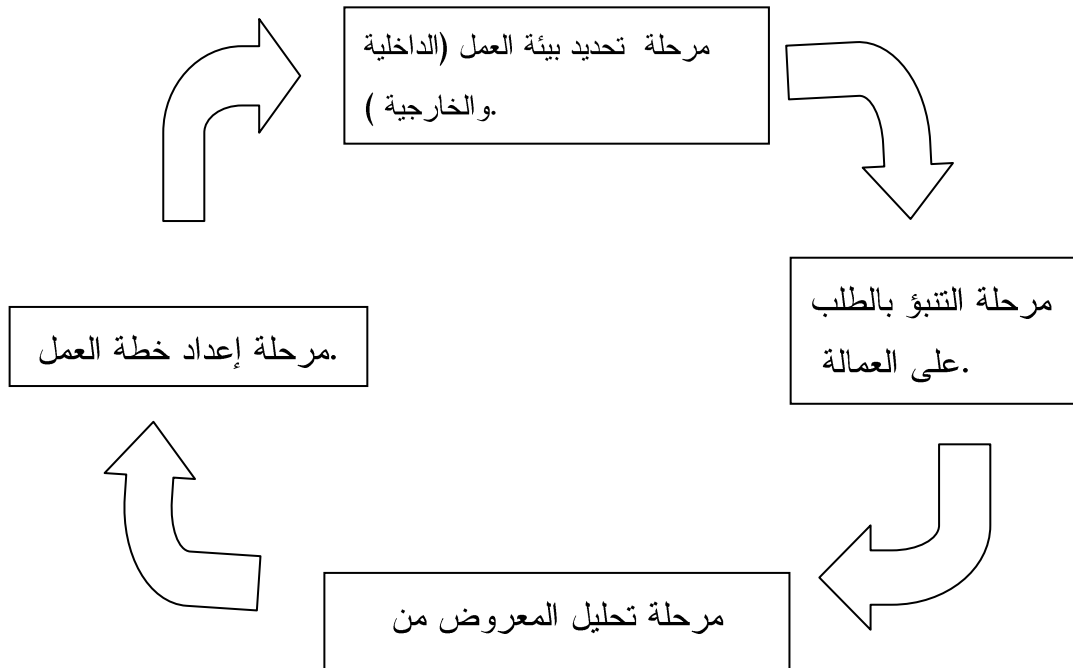 مرحلة تحديد بيئة العمل (الداخلية
والخارجية ).
مرحلة التنبؤ بالطلب
على العمالة.
مرحلة تحليل المعروض من
مرحلة إعداد خطة العمل.